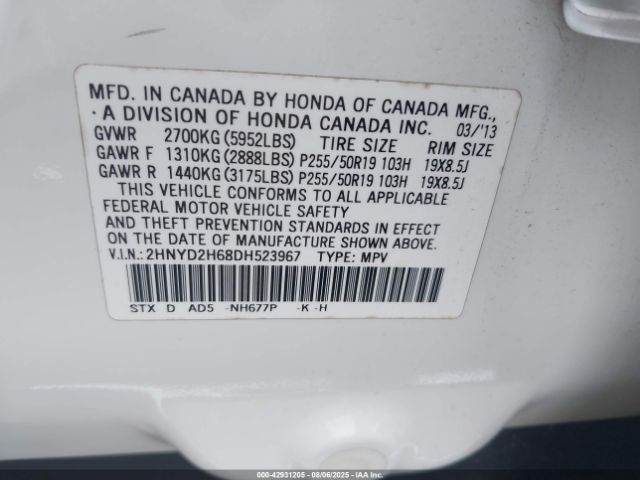 MFD. IN CANADA BY HONDA OF CANADA MFG.,
· A DIVISION OF HONDA CANADA INC. 03/'13
GVWR 2700KG (5952LBS) TIRE SIZE RIM SIZE
GAWR F 1310KG (2888LBS) P255/50R19 103H 19X8.5J
GAWR R 1440KG (3175LBS) P255/50R19 103H 19X8.5J
THIS VEHICLE CONFORMS TO ALL APPLICABLE
FEDERAL MOTOR VEHICLE SAFETY
AND THEFT PREVENTION STANDARDS IN EFFECT
ON THE DATE OF MANUFACTURE SHOWN ABOVE.
V.I.N.: 2HNYD2H68DH523967 TYPE: MPV
STX D AD5 -NH677P -K -H
000-42931205 - 08/06/2025 - IAA Inc.